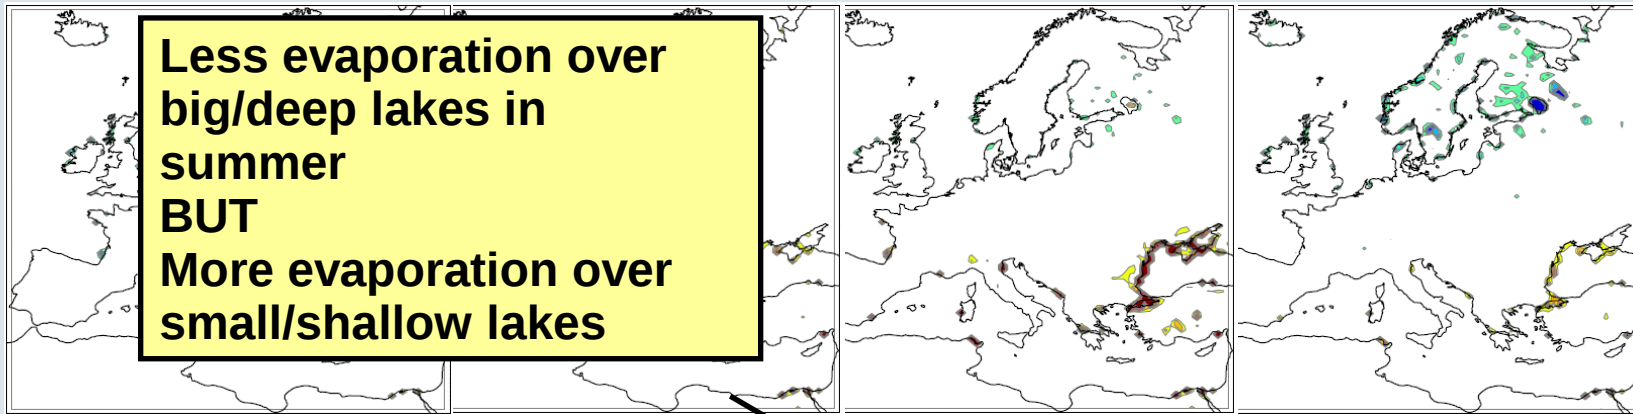 Less evaporation over
big/deep lakes in
summer
BUT
More evaporation over
small/shallow lakes